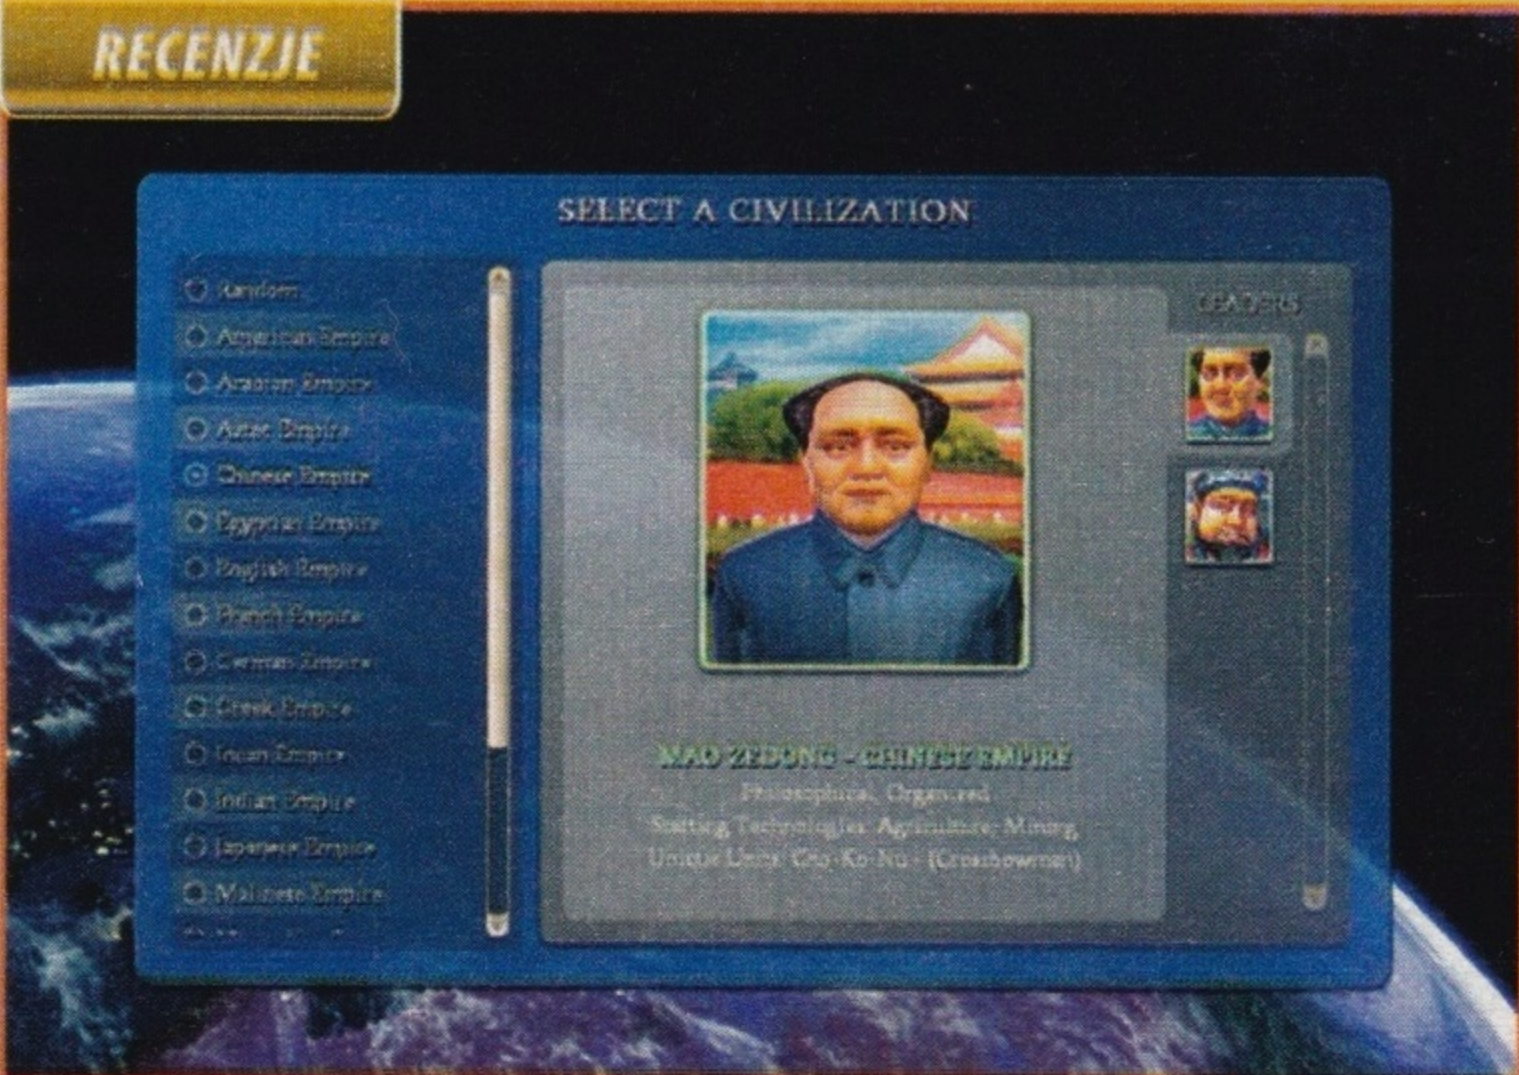 RECENZJE
SELECT A CIVILIZATION
Random
American Empire
Arabian Empire
Aztec Empire
Chinese Empire
Egyptian Empire
English Empire
French Empire
German Empire
Greek Empire
Incan Empire
Indian Empire
Japanese Empire
Malinese Empire
LEADERS
MAO ZEDONG - CHINESE EMPIRE
Philosophical, Organized
Starting Technologies: Agriculture, Mining
Unique Units: Cho-Ko-Nu - (Crossbowman)